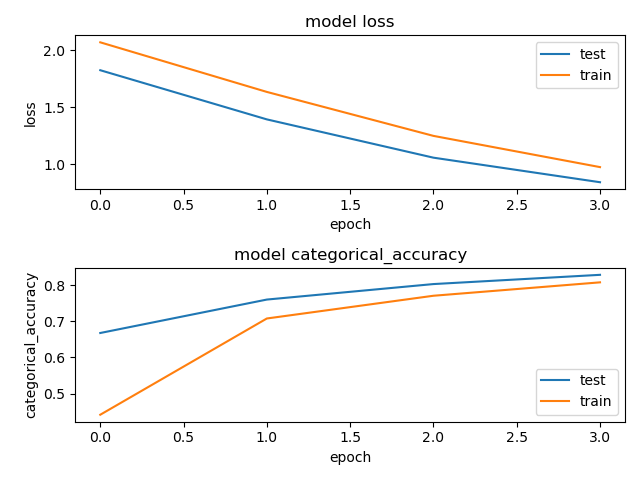 model loss
2.0
1.5
1.0
loss
test
train
0.0 0.5 1.0 1.5 2.0 2.5 3.0
epoch
model categorical_accuracy
0.8
0.7
0.6
0.5
categorical_accuracy
test
train
0.0 0.5 1.0 1.5 2.0 2.5 3.0
epoch